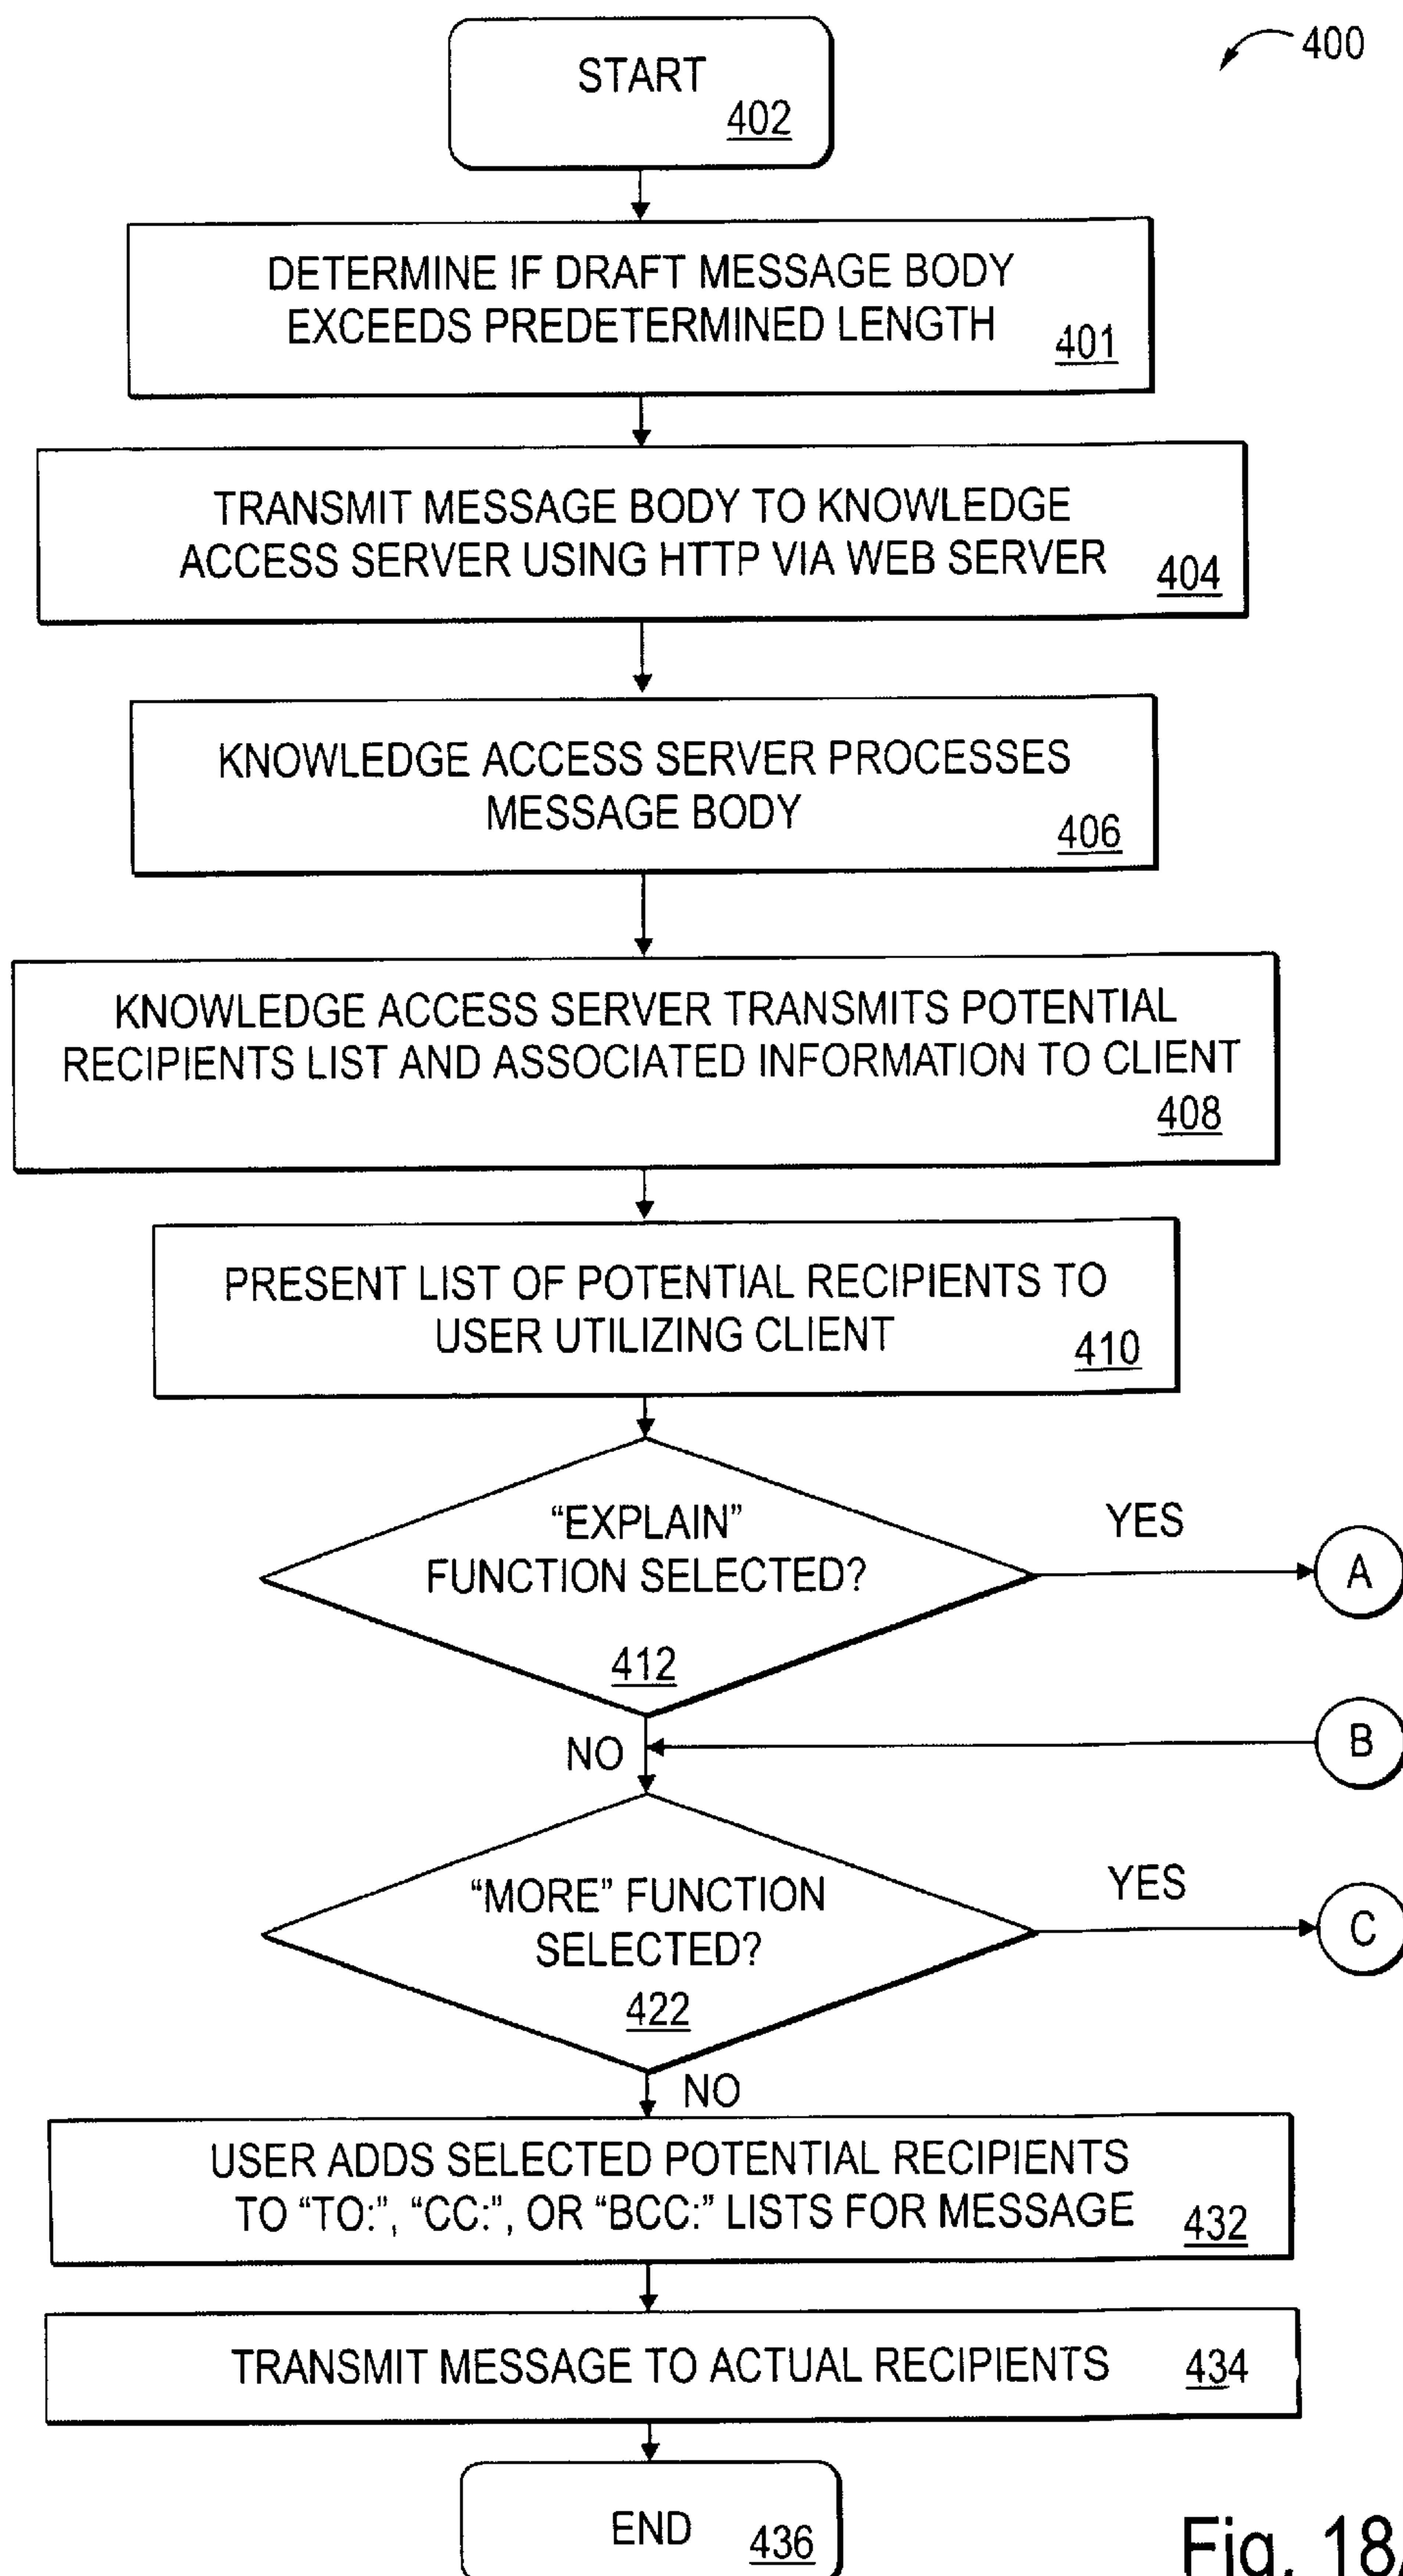 400
START
402
DETERMINE IF DRAFT MESSAGE BODY
EXCEEDS PREDETERMINED LENGTH
401
TRANSMIT MESSAGE BODY TO KNOWLEDGE
ACCESS SERVER USING HTTP VIA WEB SERVER
404
KNOWLEDGE ACCESS SERVER PROCESSES
MESSAGE BODY
406
KNOWLEDGE ACCESS SERVER TRANSMITS POTENTIAL
RECIPIENTS LIST AND ASSOCIATED INFORMATION TO CLIENT
408
PRESENT LIST OF POTENTIAL RECIPIENTS TO
USER UTILIZING CLIENT
410
“EXPLAIN”
FUNCTION SELECTED?
412
YES
A
NO
B
“MORE” FUNCTION
SELECTED?
422
YES
C
NO
USER ADDS SELECTED POTENTIAL RECIPIENTS
TO “TO:”, “CC:”, OR “BCC:” LISTS FOR MESSAGE
432
TRANSMIT MESSAGE TO ACTUAL RECIPIENTS
434
END
436
Fig. 18